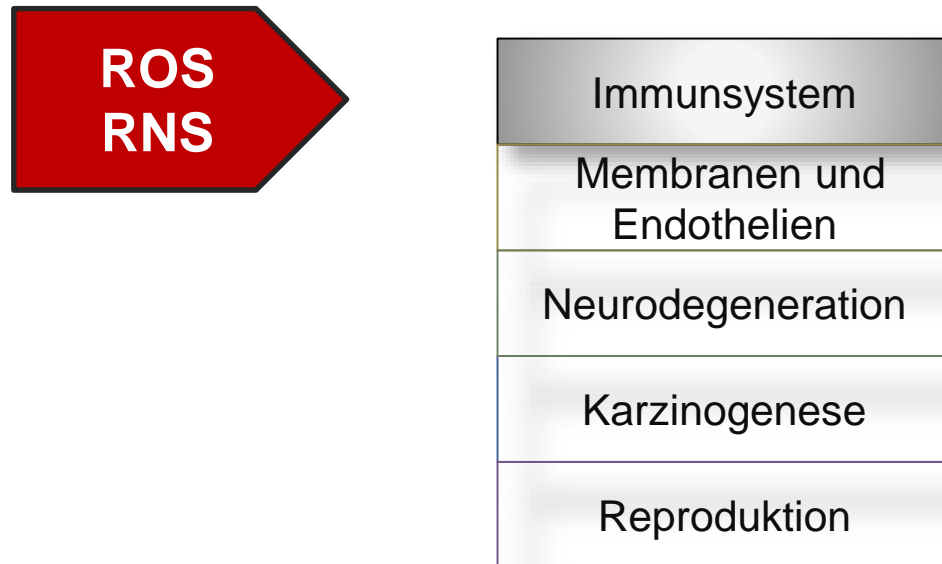 ROS
RNS
Immunsystem
Membranen und
Endothelien
Neurodegeneration
Karzinogenese
Reproduktion